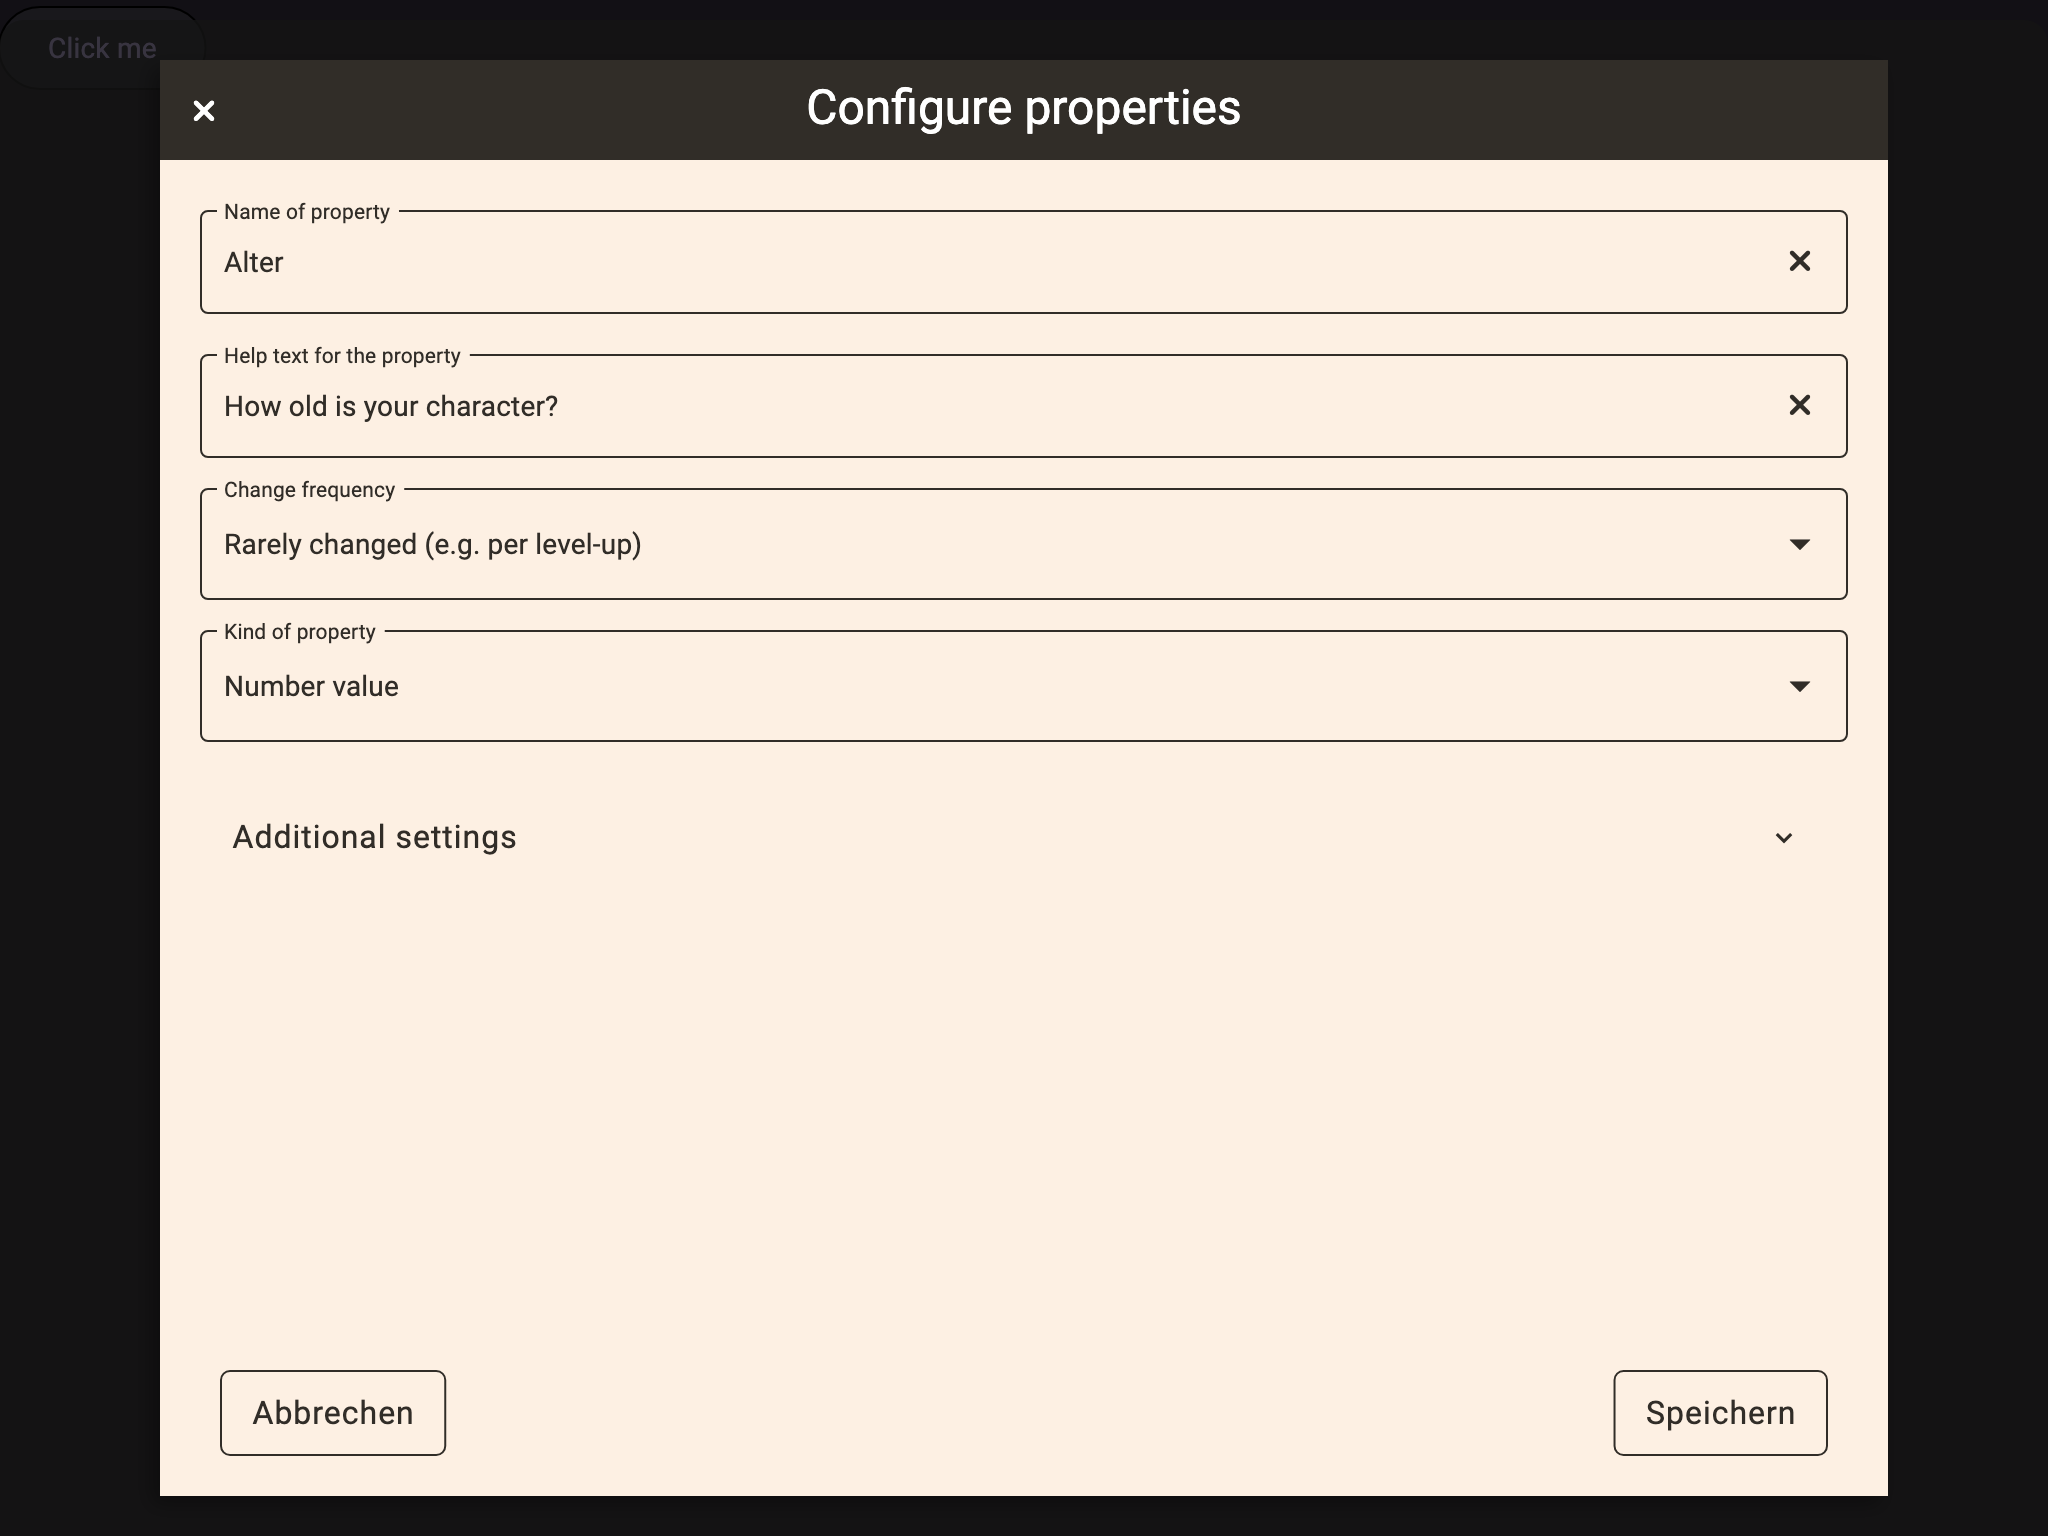 Click me
Configure properties
Name of property
Alter
Help text for the property
How old is your character?
Change frequency
Rarely changed (e.g. per level-up)
Kind of property
Number value
Additional settings
Abbrechen
Speichern